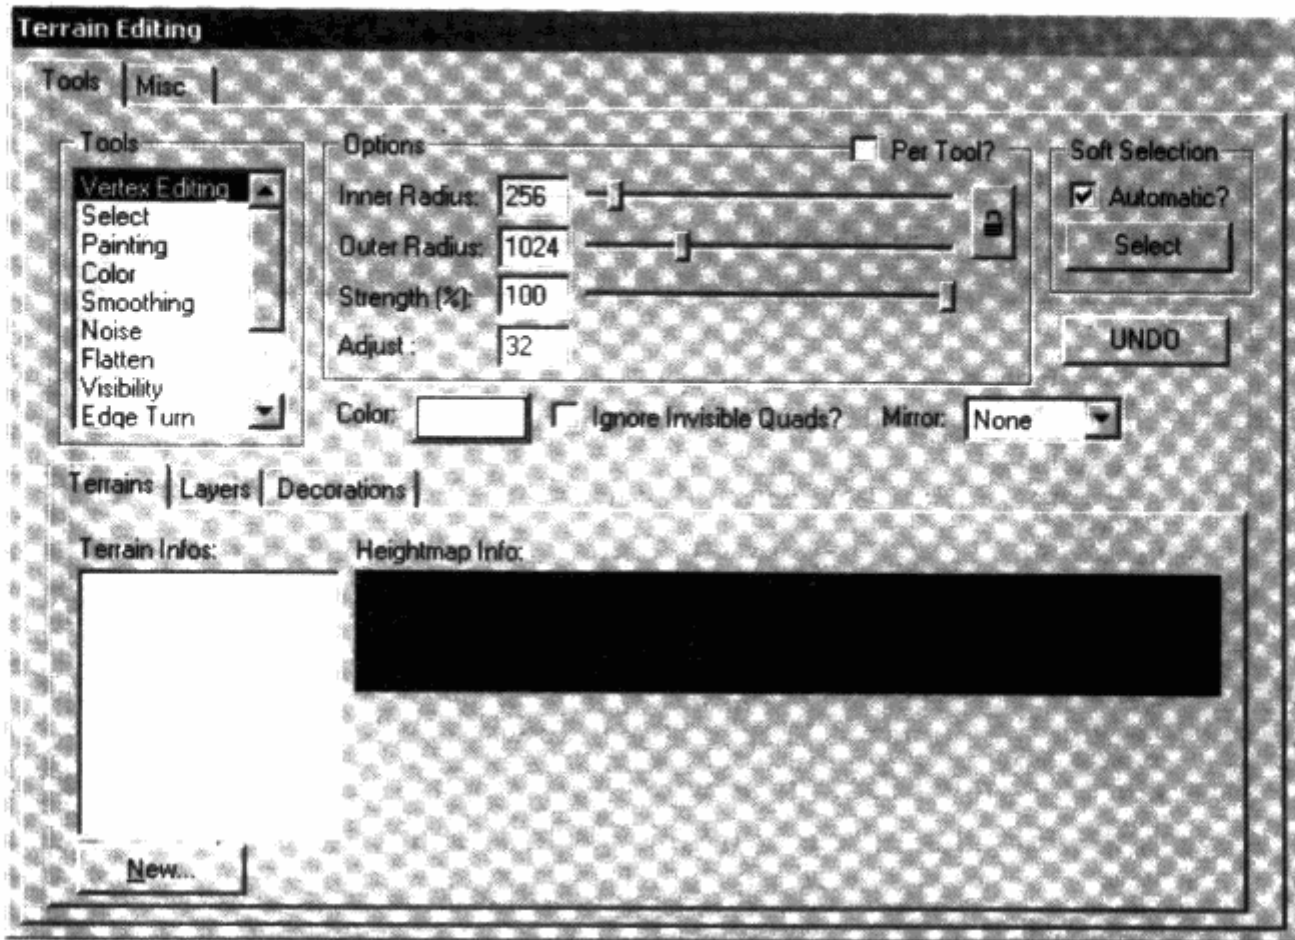 Terrain Editing
Tools Misc
Tools Options Per Tool? Soft Selection
Vertex Editing Inner Radius: 256 Automatic?
Select
Painting Outer Radius: 1024 Select
Color
Smoothing Strength (%): 100
Noise
Flatten Adjust : 32 UNDO
Visibility
Edge Turn Color: Ignore Invisible Quads? Mirror: None
Terrains Layers Decorations
Terrain Infos: Heightmap Info:
New...